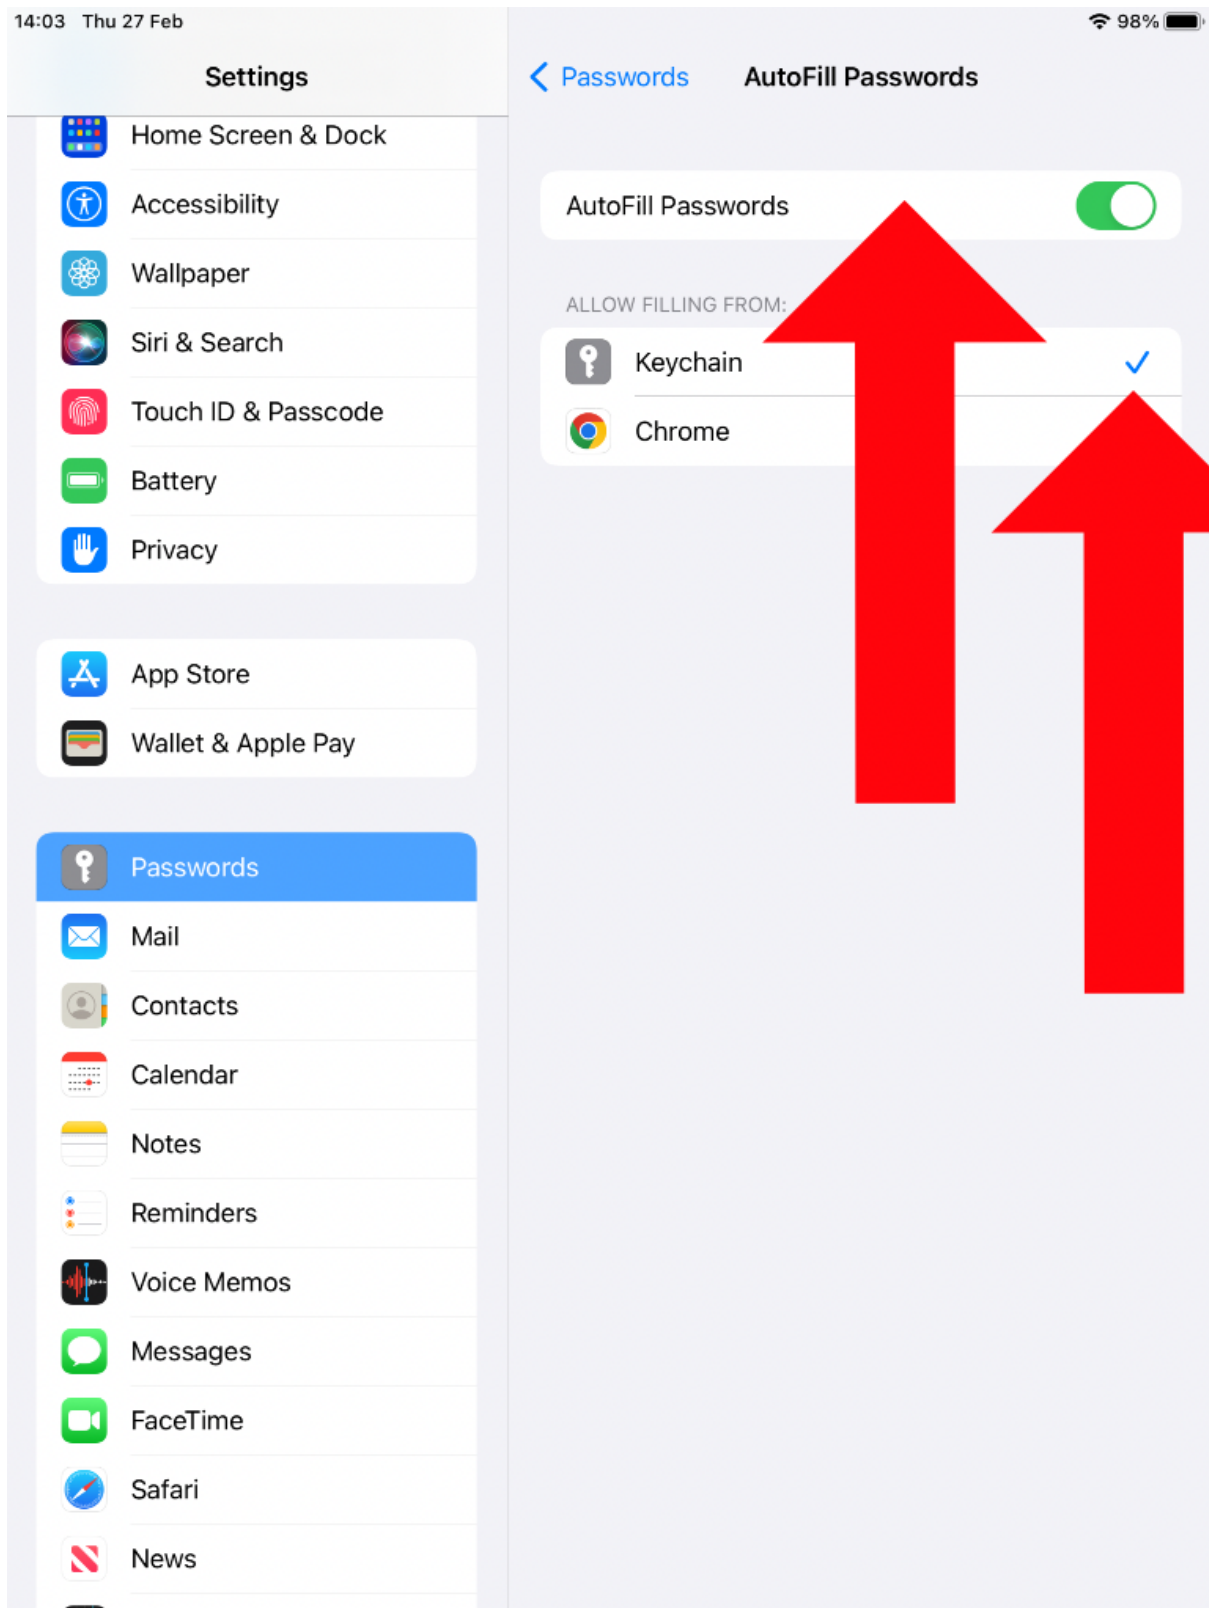 14:03 Thu 27 Feb
98%
Settings
Home Screen & Dock
Accessibility
Wallpaper
Siri & Search
Touch ID & Passcode
Battery
Privacy
App Store
Wallet & Apple Pay
Passwords
Mail
Contacts
Calendar
Notes
Reminders
Voice Memos
Messages
FaceTime
Safari
News
Passwords
AutoFill Passwords
AutoFill Passwords
ALLOW FILLING FROM:
Keychain
Chrome